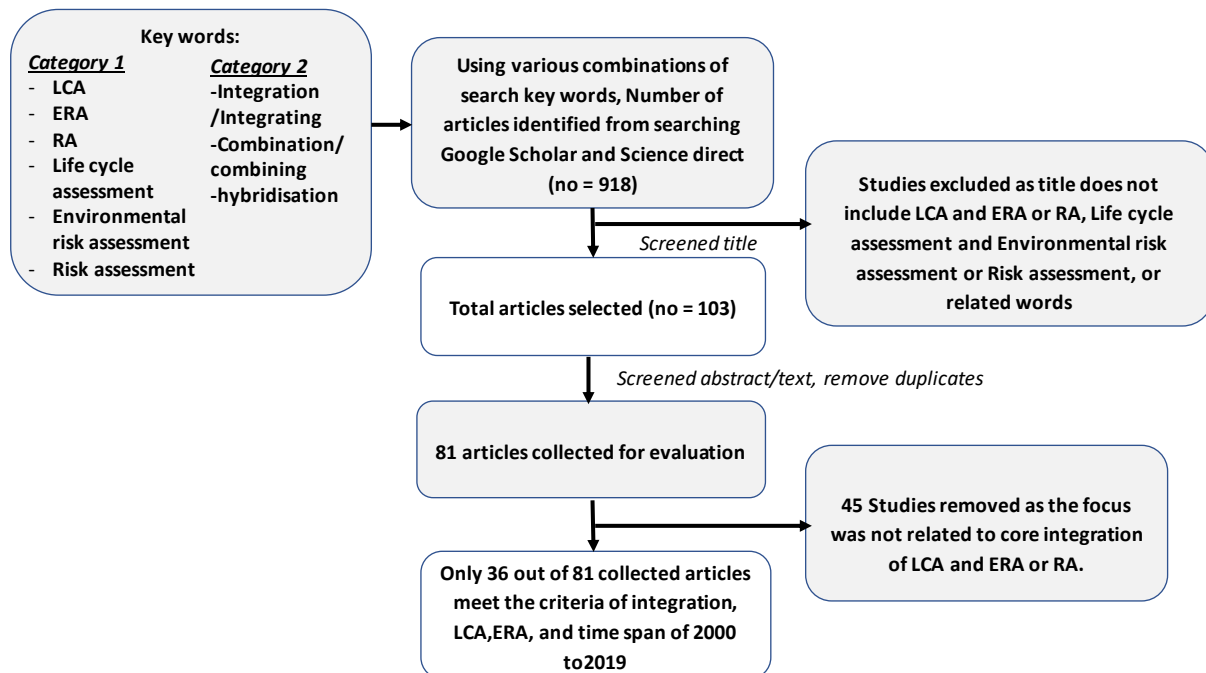 Key words:
Category 1
- LCA
- ERA
- RA
- Life cycle
assessment
- Environmental
risk assessment
- Risk assessment
Category 2
-Integration
/Integrating
-Combination/
combining
-hybridisation
Using various combinations of
search key words, Number of
articles identified from searching
Google Scholar and Science direct
(no = 918)
Screened title
Studies excluded as title does not
include LCA and ERA or RA, Life cycle
assessment and Environmental risk
assessment or Risk assessment, or
related words
Total articles selected (no = 103)
Screened abstract/text, remove duplicates
81 articles collected for evaluation
45 Studies removed as the focus
was not related to core integration
of LCA and ERA or RA.
Only 36 out of 81 collected articles
meet the criteria of integration,
LCA,ERA, and time span of 2000
to2019